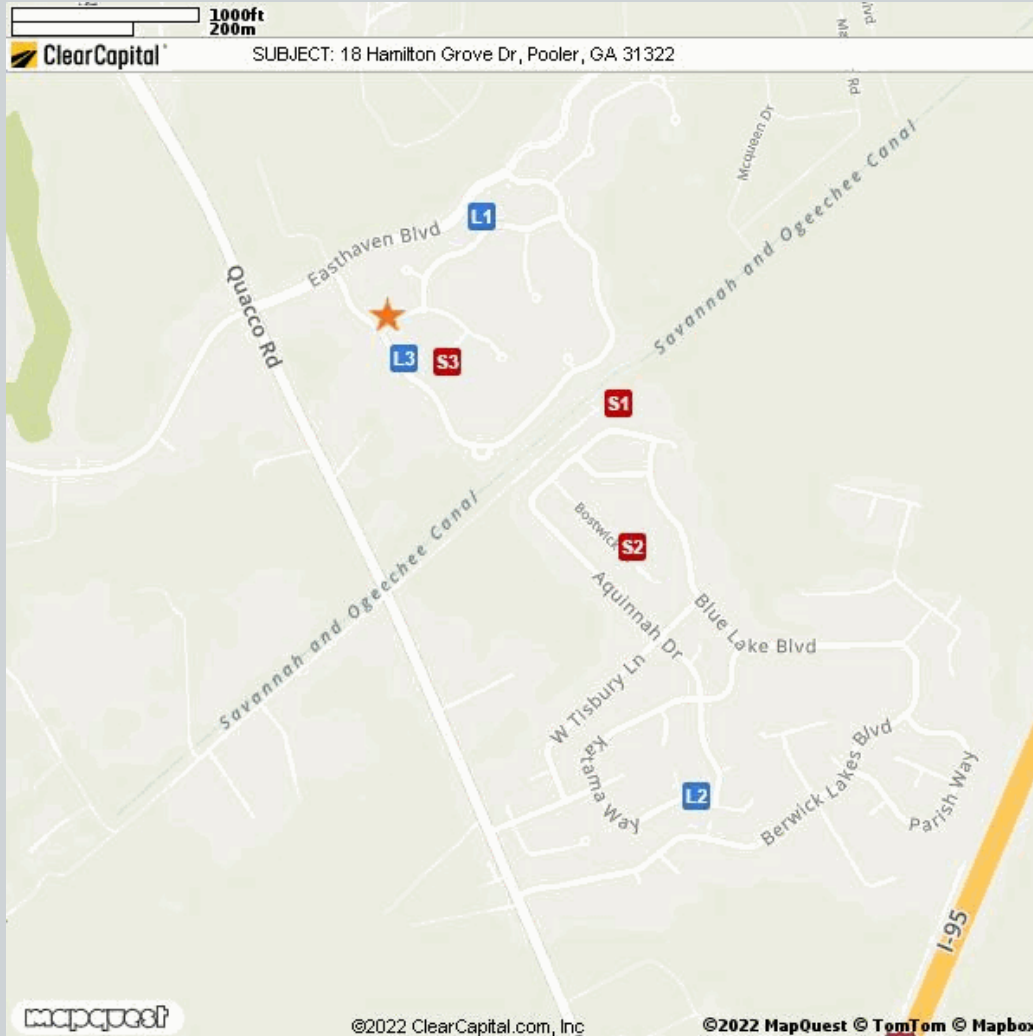 1000ft
200m
ClearCapital
SUBJECT: 18 Hamilton Grove Dr, Pooler, GA 31322
Rd
Mcqueen Dr
Savannah and Ogeechee Canal
L1
Easthaven Blvd
Quacco Rd
L3
S3
S1
Bostwick
S2
Aquinnah Dr
Blue Lake Blvd
Savannah and Ogeechee Canal
W Tisbury Ln
Katama Way
L2
Berwick Lakes Blvd
Parish Way
I-95
mapquest
©2022 ClearCapital.com, Inc
©2022 MapQuest © TomTom © Mapbox